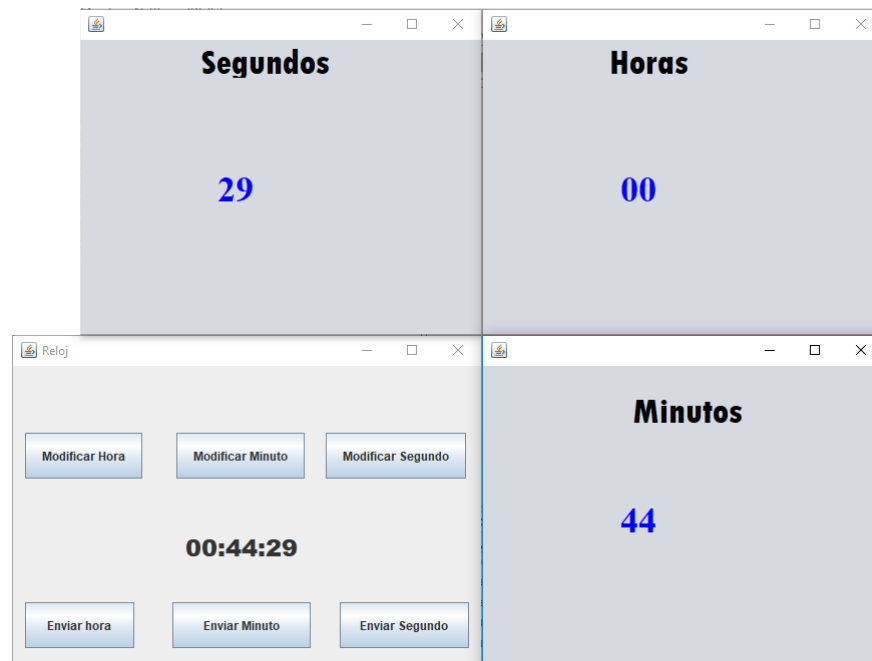 Segundos
29
Horas
00
Reloj
Modificar Hora
Modificar Minuto
Modificar Segundo
00:44:29
Enviar hora
Enviar Minuto
Enviar Segundo
Minutos
44